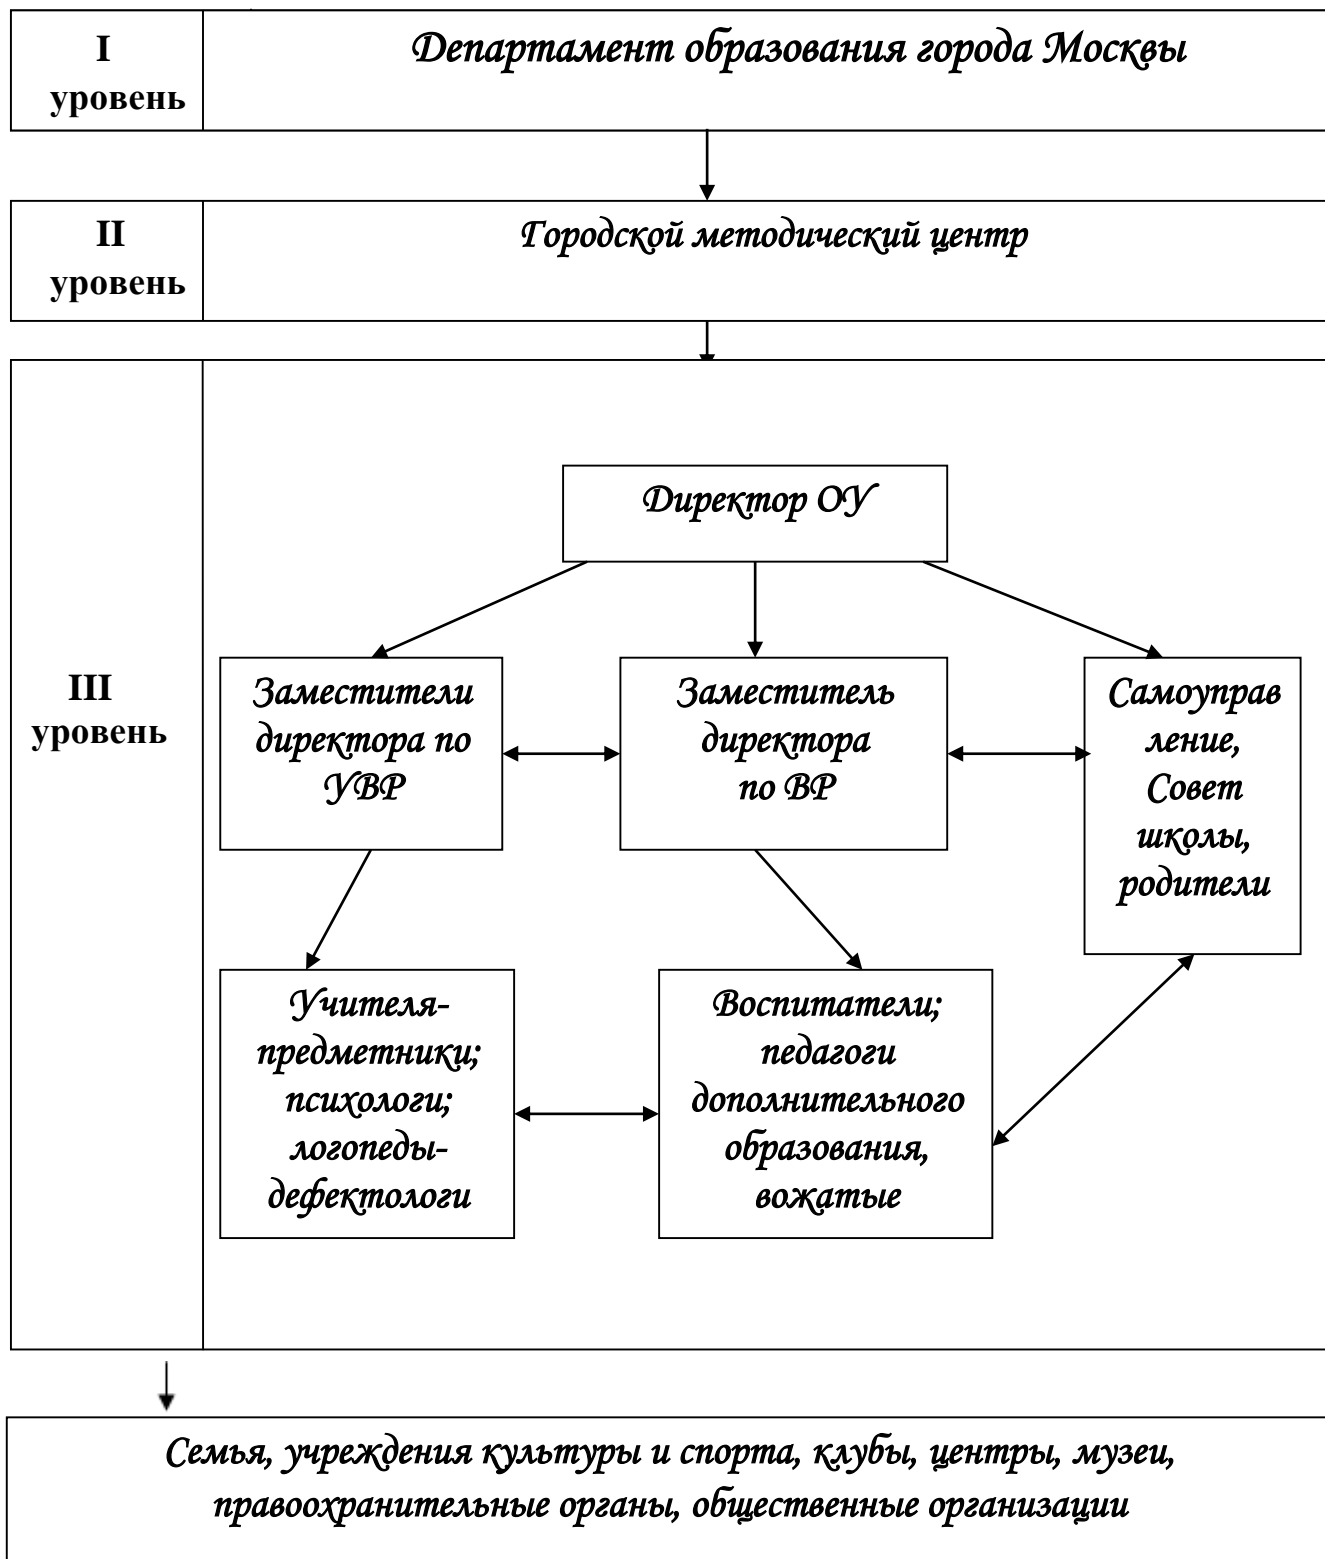 I
уровень
Департамент образования города Москвы
II
уровень
Городской методический центр
III
уровень
Директор ОУ
Заместители
директора по
УВР
Заместитель
директора
по ВР
Самоуправ
ление,
Совет
школы,
родители
Учителя-
предметники;
психологи;
логопеды-
дефектологи
Воспитатели;
педагоги
дополнительного
образования,
вожатые
Семья, учреждения культуры и спорта, клубы, центры, музеи,
правоохранительные органы, общественные организации